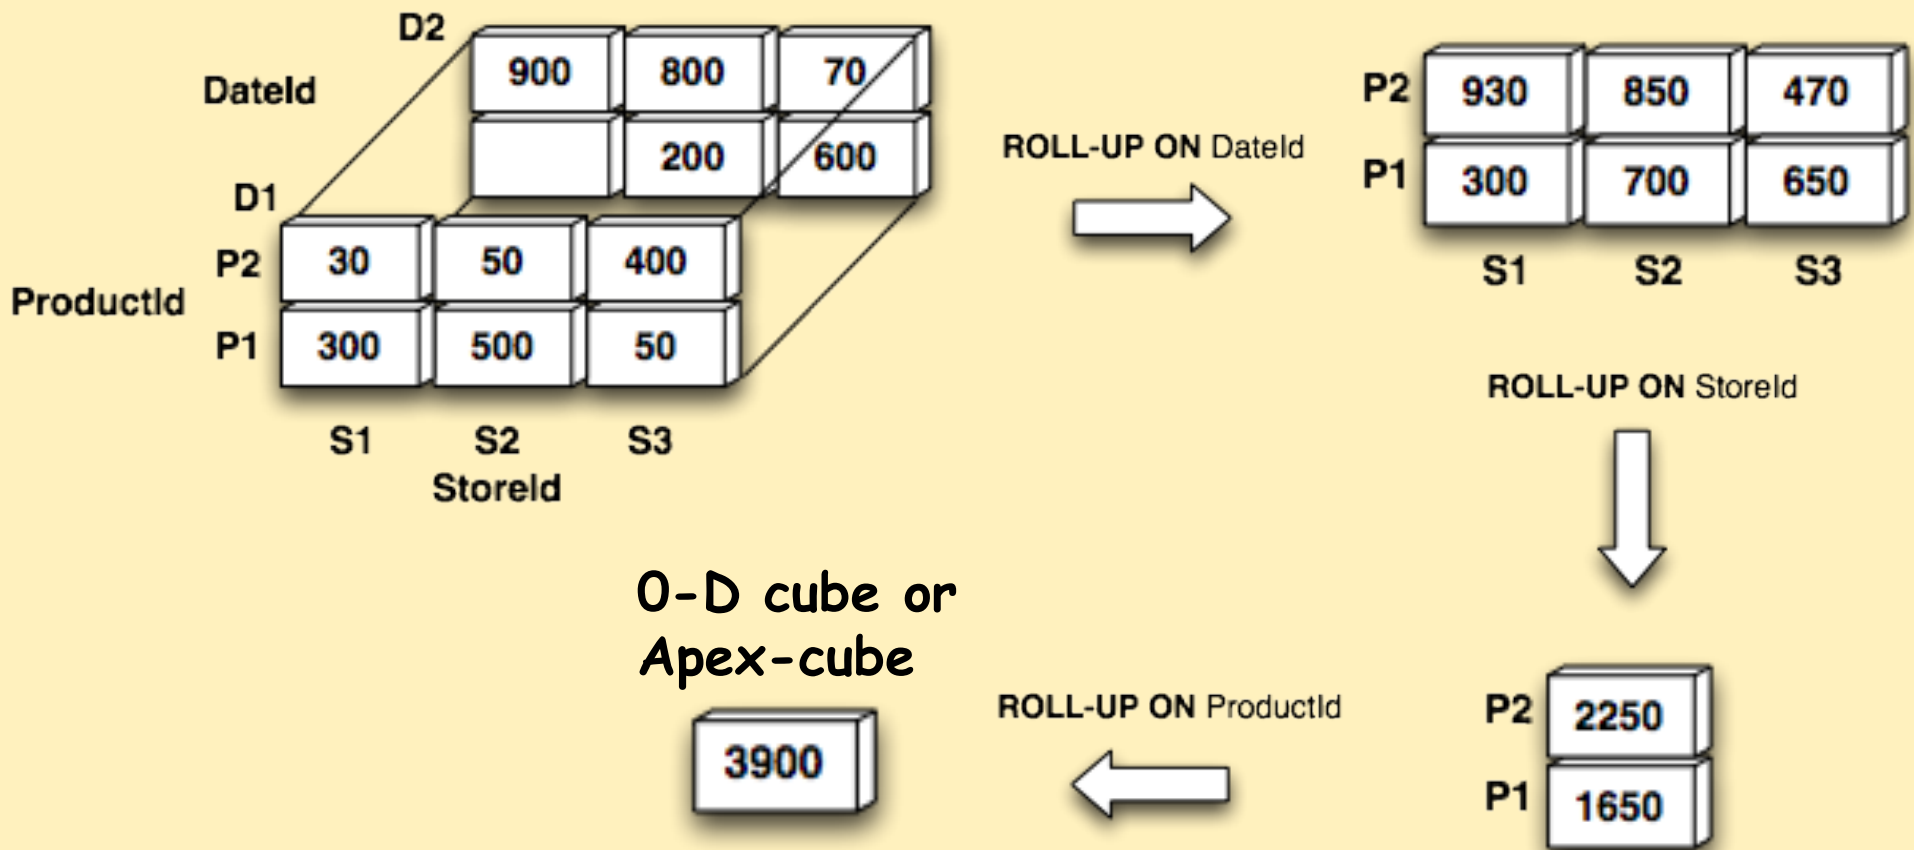 D2
DateId
900 800 70
200 600
D1
P2 30 50 400
ProductId
P1 300 500 50
S1 S2 S3
StoreId
ROLL-UP ON DateId
P2 930 850 470
P1 300 700 650
S1 S2 S3
ROLL-UP ON StoreId
P2 2250
P1 1650
ROLL-UP ON ProductId
0-D cube or
Apex-cube
3900